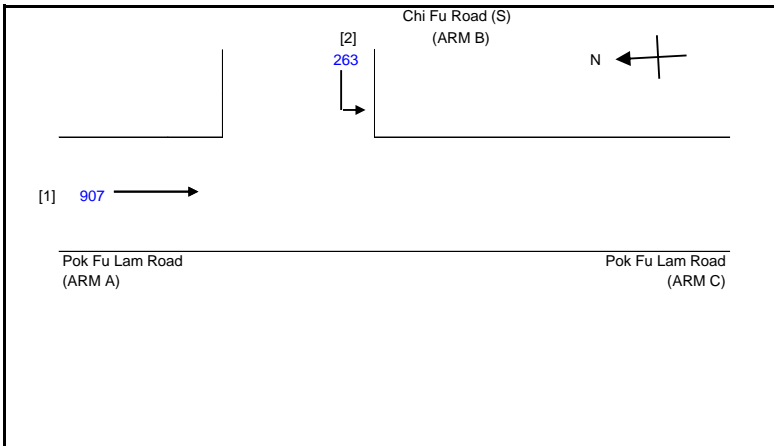 Chi Fu Road (S)
[2] (ARM B)
263
N
[1] 907
Pok Fu Lam Road
(ARM A)
Pok Fu Lam Road
(ARM C)